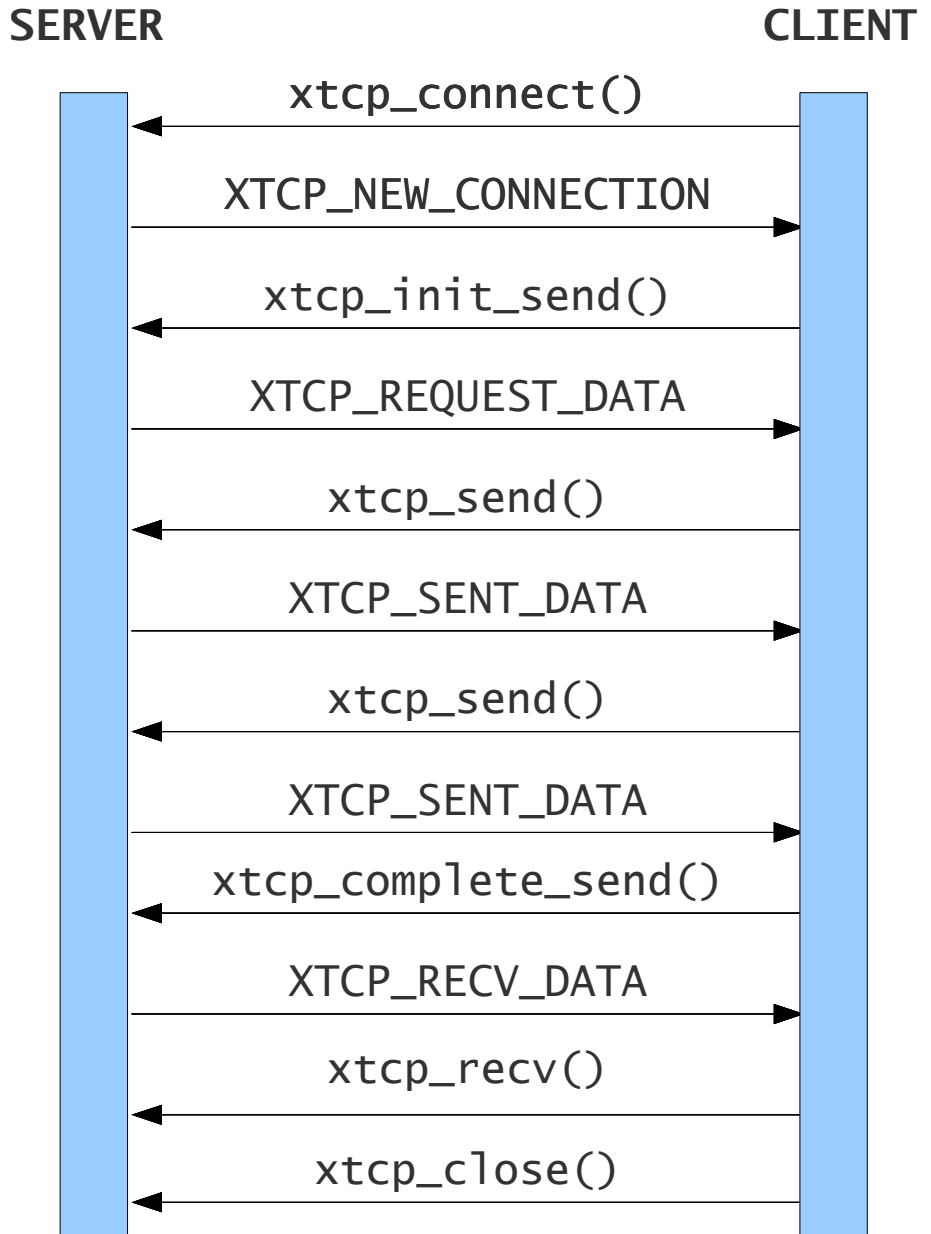 SERVER
CLIENT
xtcp_connect()
XTCP_NEW_CONNECTION
xtcp_init_send()
XTCP_REQUEST_DATA
xtcp_send()
XTCP_SENT_DATA
xtcp_send()
XTCP_SENT_DATA
xtcp_complete_send()
XTCP_RECV_DATA
xtcp_recv()
xtcp_close()